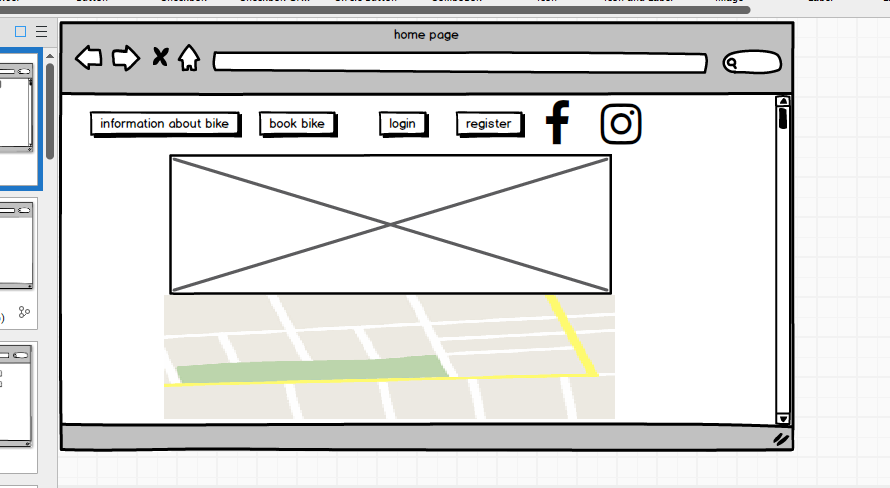 home page
information about bike
book bike
login
register